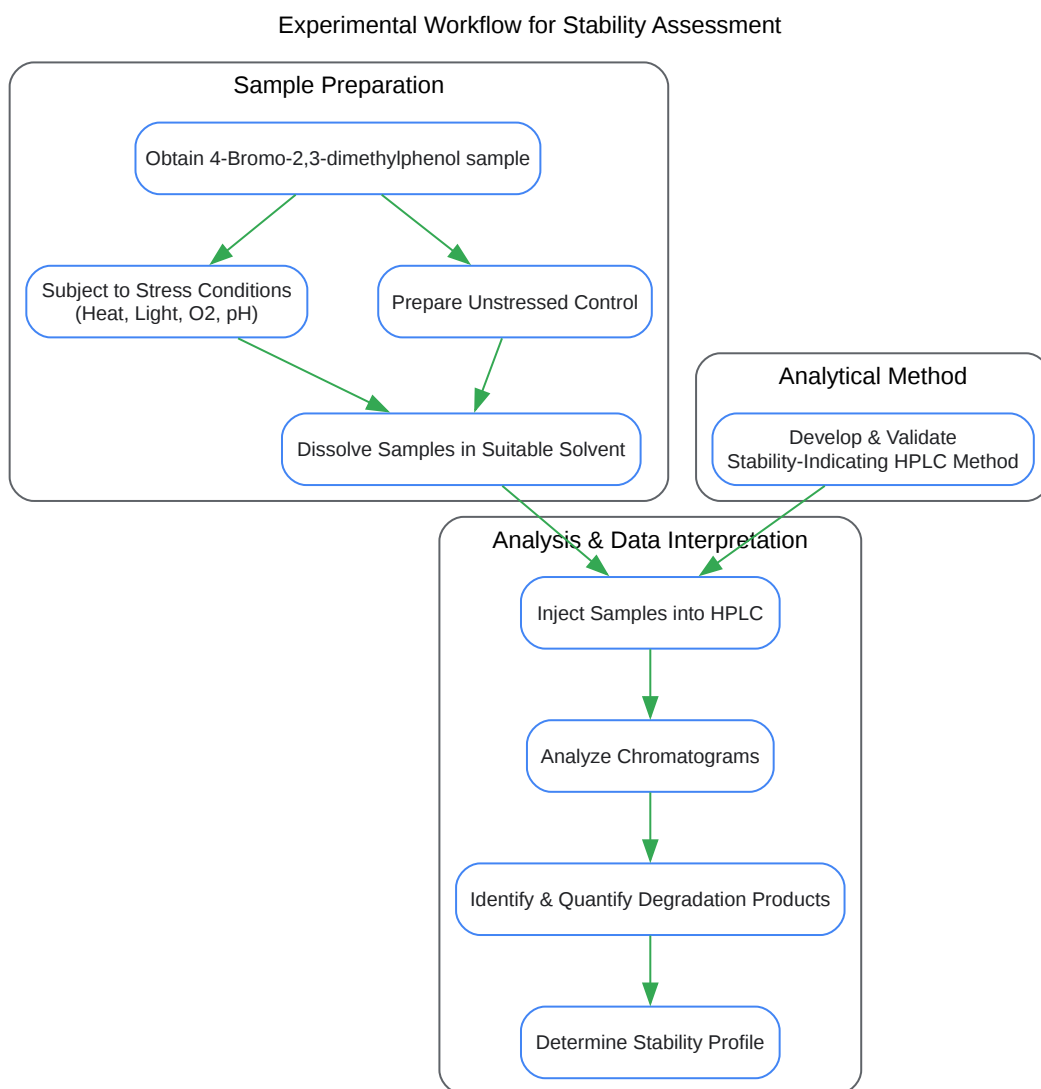 Experimental Workflow for Stability Assessment
Sample Preparation
Obtain 4-Bromo-2,3-dimethylphenol sample
Subject to Stress Conditions
(Heat, Light, O2, pH)
Prepare Unstressed Control
Dissolve Samples in Suitable Solvent
Analytical Method
Develop & Validate
Stability-Indicating HPLC Method
Analysis & Data Interpretation
Inject Samples into HPLC
Analyze Chromatograms
Identify & Quantify Degradation Products
Determine Stability Profile